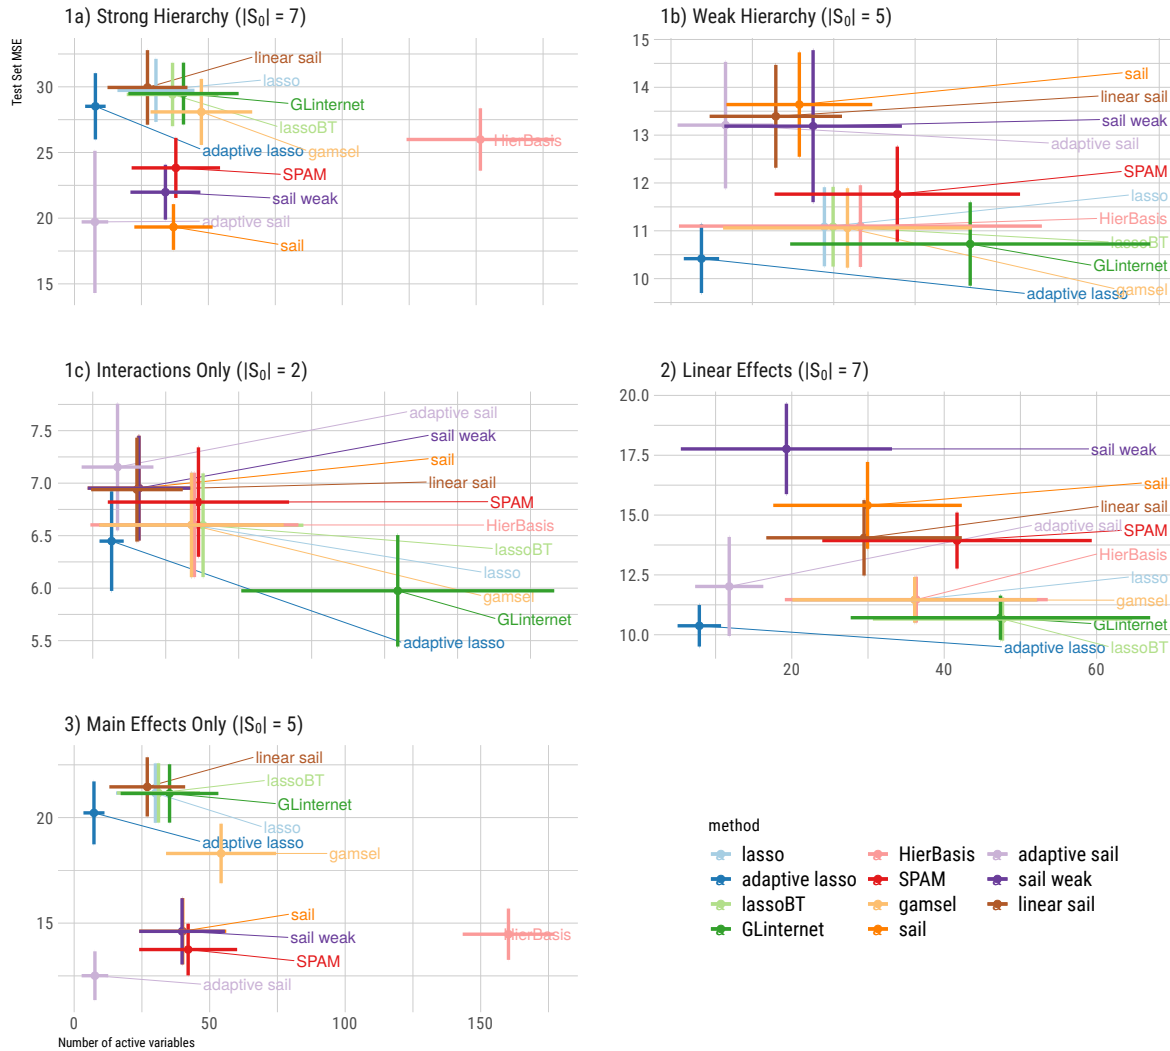 1a) Strong Hierarchy (|S₀| = 7)
Test Set MSE
30
25
20
15
linear sail
lasso
GLinternet
lassoBT
adaptive lasso
gamsel
HierBasis
SPAM
sail weak
adaptive sail
sail
1b) Weak Hierarchy (|S₀| = 5)
15
14
13
12
11
10
sail
linear sail
sail weak
adaptive sail
SPAM
lasso
HierBasis
lassoBT
GLinternet
gamsel
adaptive lasso
1c) Interactions Only (|S₀| = 2)
7.5
7.0
6.5
6.0
5.5
adaptive sail
sail weak
sail
linear sail
SPAM
HierBasis
lassoBT
lasso
gamsel
GLinternet
adaptive lasso
2) Linear Effects (|S₀| = 7)
20.0
17.5
15.0
12.5
10.0
sail weak
sail
linear sail
adaptive sail
SPAM
HierBasis
lasso
gamsel
GLinternet
adaptive lasso
lassoBT
20 40 60
3) Main Effects Only (|S₀| = 5)
20
15
linear sail
lassoBT
GLinternet
lasso
adaptive lasso
gamsel
sail
HierBasis
sail weak
SPAM
adaptive sail
0 50 100 150
Number of active variables
method
lasso HierBasis adaptive sail
adaptive lasso SPAM sail weak
lassoBT gamsel linear sail
GLinternet sail